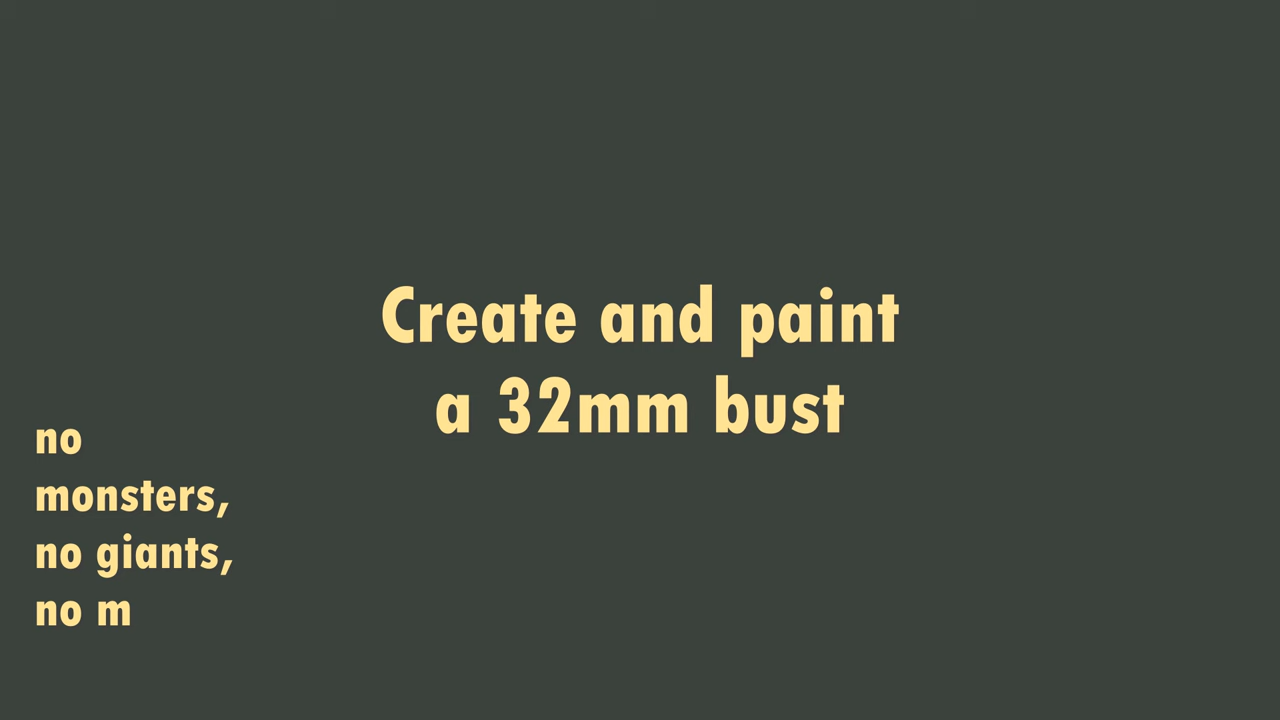 Create and paint
a 32mm bust
no
monsters,
no giants,
no m